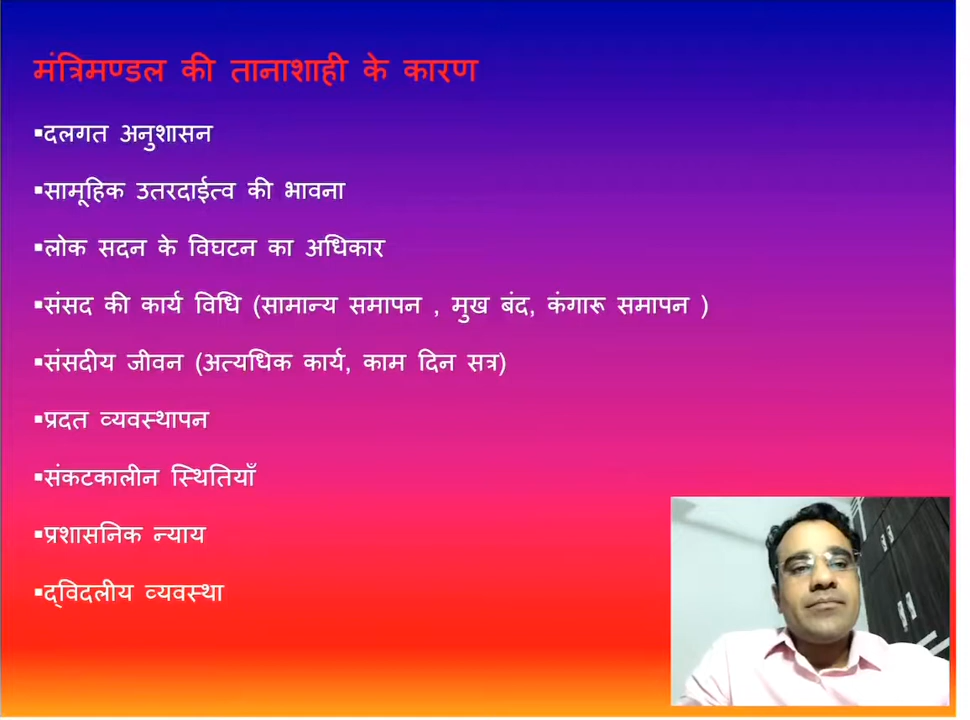 मंत्रिमण्डल की तानाशाही के कारण
▪दलगत अनुशासन
▪सामूहिक उतरदाईत्व की भावना
▪लोक सदन के विघटन का अधिकार
▪संसद की कार्य विधि (सामान्य समापन , मुख बंद, कंगारू समापन )
▪संसदीय जीवन (अत्यधिक कार्य, काम दिन सत्र)
▪प्रदत व्यवस्थापन
▪संकटकालीन स्थितियाँ
▪प्रशासनिक न्याय
▪द्विदलीय व्यवस्था